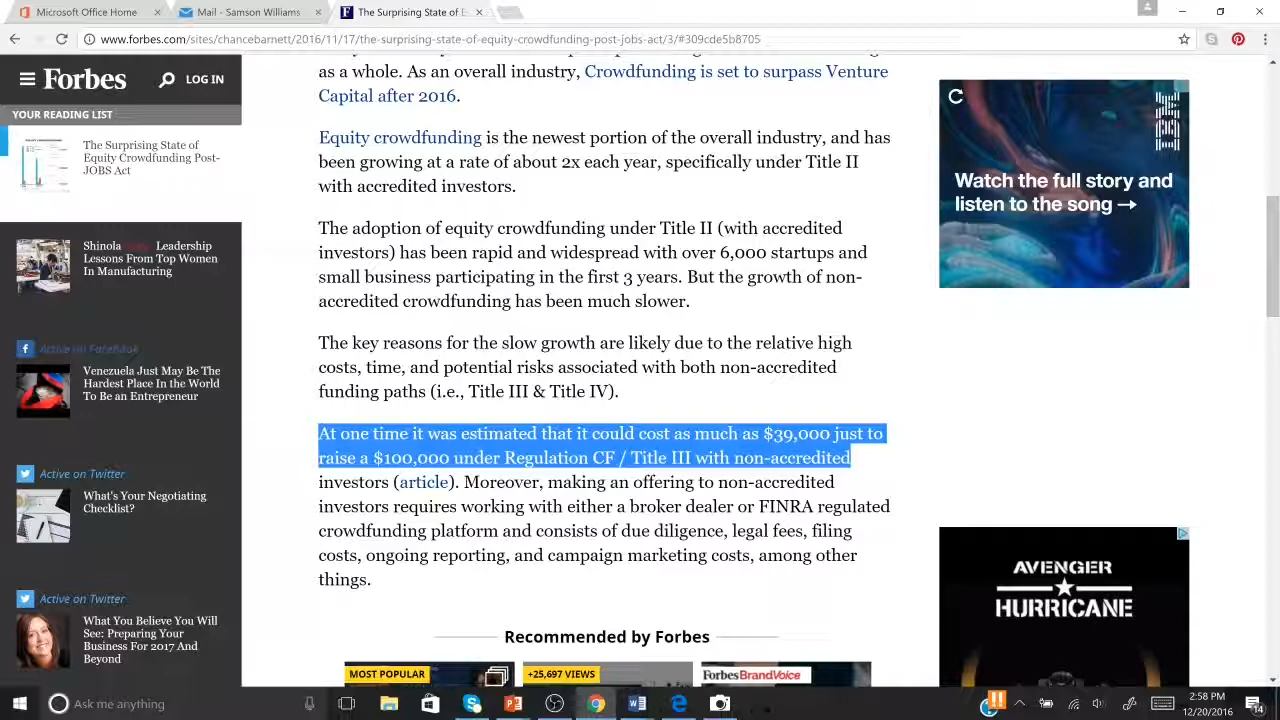 Office
Mail - Samson Williams
The Surprising State of E
www.forbes.com/sites/chancebarnett/2016/11/17/the-surprising-state-of-equity-crowdfunding-post-jobs-act/3/#309cde5b8705
Forbes
LOG IN
YOUR READING LIST
The Surprising State of
Equity Crowdfunding Post-
JOBS Act
Shinola Leadership
Lessons From Top Women
In Manufacturing
Active on Facebook
Venezuela Just May Be The
Hardest Place In the World
To Be an Entrepreneur
Active on Twitter
What's Your Negotiating
Checklist?
Active on Twitter
What You Believe You Will
See: Preparing Your
Business For 2017 And
Beyond
as a whole. As an overall industry, Crowdfunding is set to surpass Venture
Capital after 2016.
Equity crowdfunding is the newest portion of the overall industry, and has
been growing at a rate of about 2x each year, specifically under Title II
with accredited investors.
The adoption of equity crowdfunding under Title II (with accredited
investors) has been rapid and widespread with over 6,000 startups and
small business participating in the first 3 years. But the growth of non-
accredited crowdfunding has been much slower.
The key reasons for the slow growth are likely due to the relative high
costs, time, and potential risks associated with both non-accredited
funding paths (i.e., Title III & Title IV).
At one time it was estimated that it could cost as much as $39,000 just to
raise a $100,000 under Regulation CF / Title III with non-accredited
investors (article). Moreover, making an offering to non-accredited
investors requires working with either a broker dealer or FINRA regulated
crowdfunding platform and consists of due diligence, legal fees, filing
costs, ongoing reporting, and campaign marketing costs, among other
things.
Recommended by Forbes
MOST POPULAR
+25,697 VIEWS
Forbes BrandVoice
Watch the full story and
listen to the song →
AVENGER
HURRICANE
Ask me anything
2:58 PM
12/20/2016
14